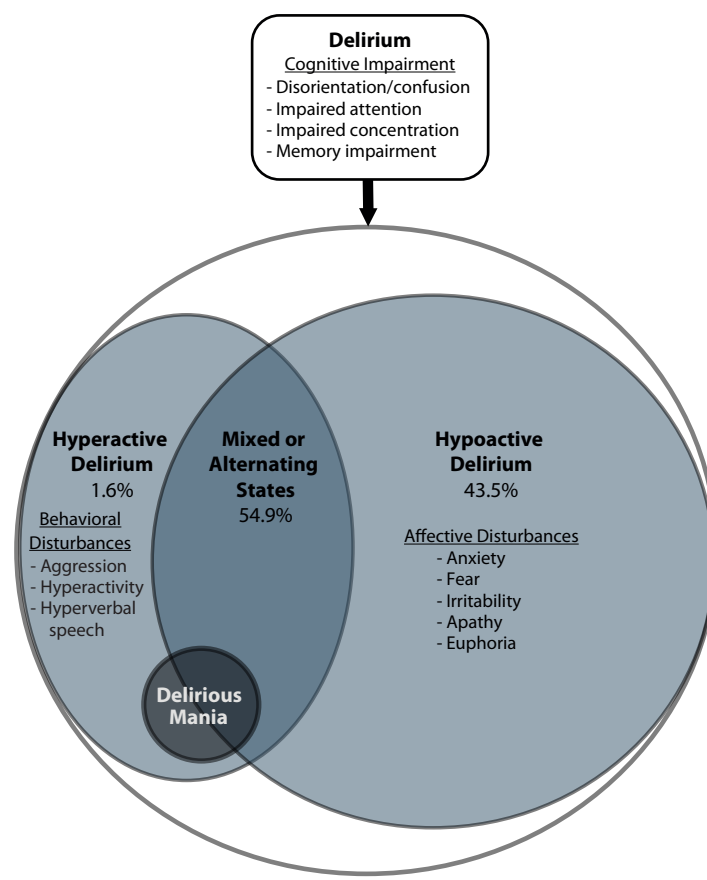 Delirium
Cognitive Impairment
- Disorientation/confusion
- Impaired attention
- Impaired concentration
- Memory impairment
Hyperactive
Delirium
1.6%
Behavioral
Disturbances
- Aggression
- Hyperactivity
- Hyperverbal
speech
Mixed or
Alternating
States
54.9%
Hypoactive
Delirium
43.5%
Affective Disturbances
- Anxiety
- Fear
- Irritability
- Apathy
- Euphoria
Delirious
Mania